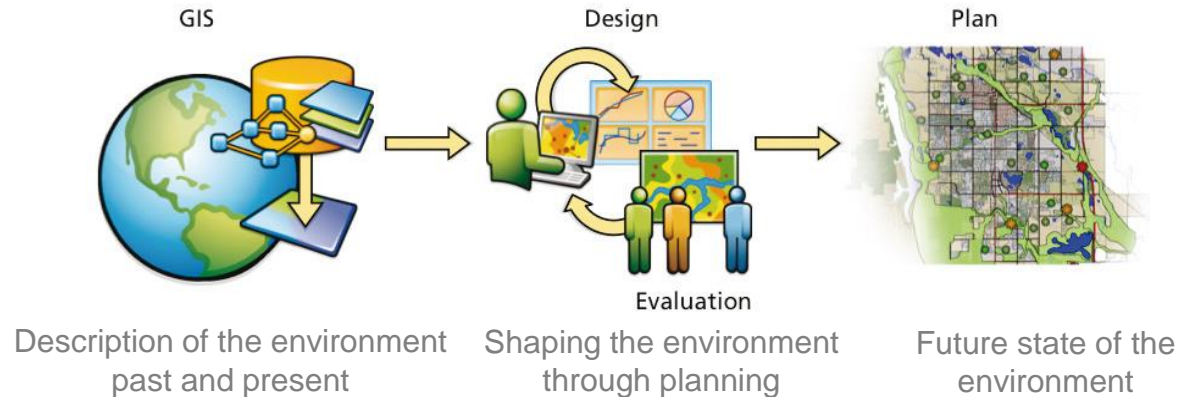 GIS
Design
Plan
Evaluation
Description of the environment
past and present
Shaping the environment
through planning
Future state of the
environment